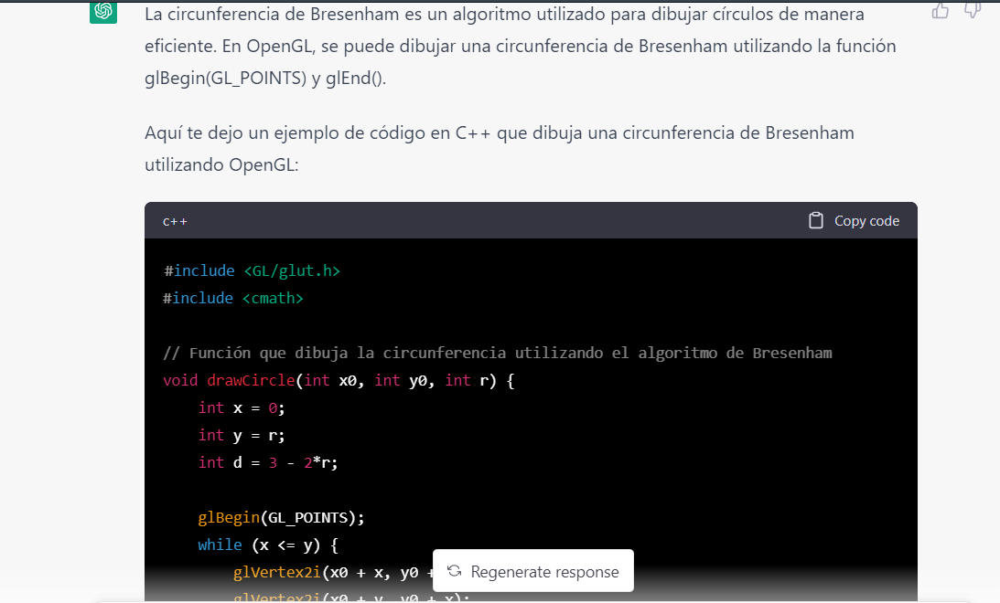 La circunferencia de Bresenham es un algoritmo utilizado para dibujar círculos de manera
eficiente. En OpenGL, se puede dibujar una circunferencia de Bresenham utilizando la función
glBegin(GL_POINTS) y glEnd().
Aquí te dejo un ejemplo de código en C++ que dibuja una circunferencia de Bresenham
utilizando OpenGL:
c++
Copy code
#include <GL/glut.h>
#include <cmath>
// Función que dibuja la circunferencia utilizando el algoritmo de Bresenham
void drawCircle(int x0, int y0, int r) {
int x = 0;
int y = r;
int d = 3 - 2*r;
glBegin(GL_POINTS);
while (x <= y) {
glVertex2i(x0 + x, y0 +
Regenerate response
glVertex2i(x0 + y, y0 + x);